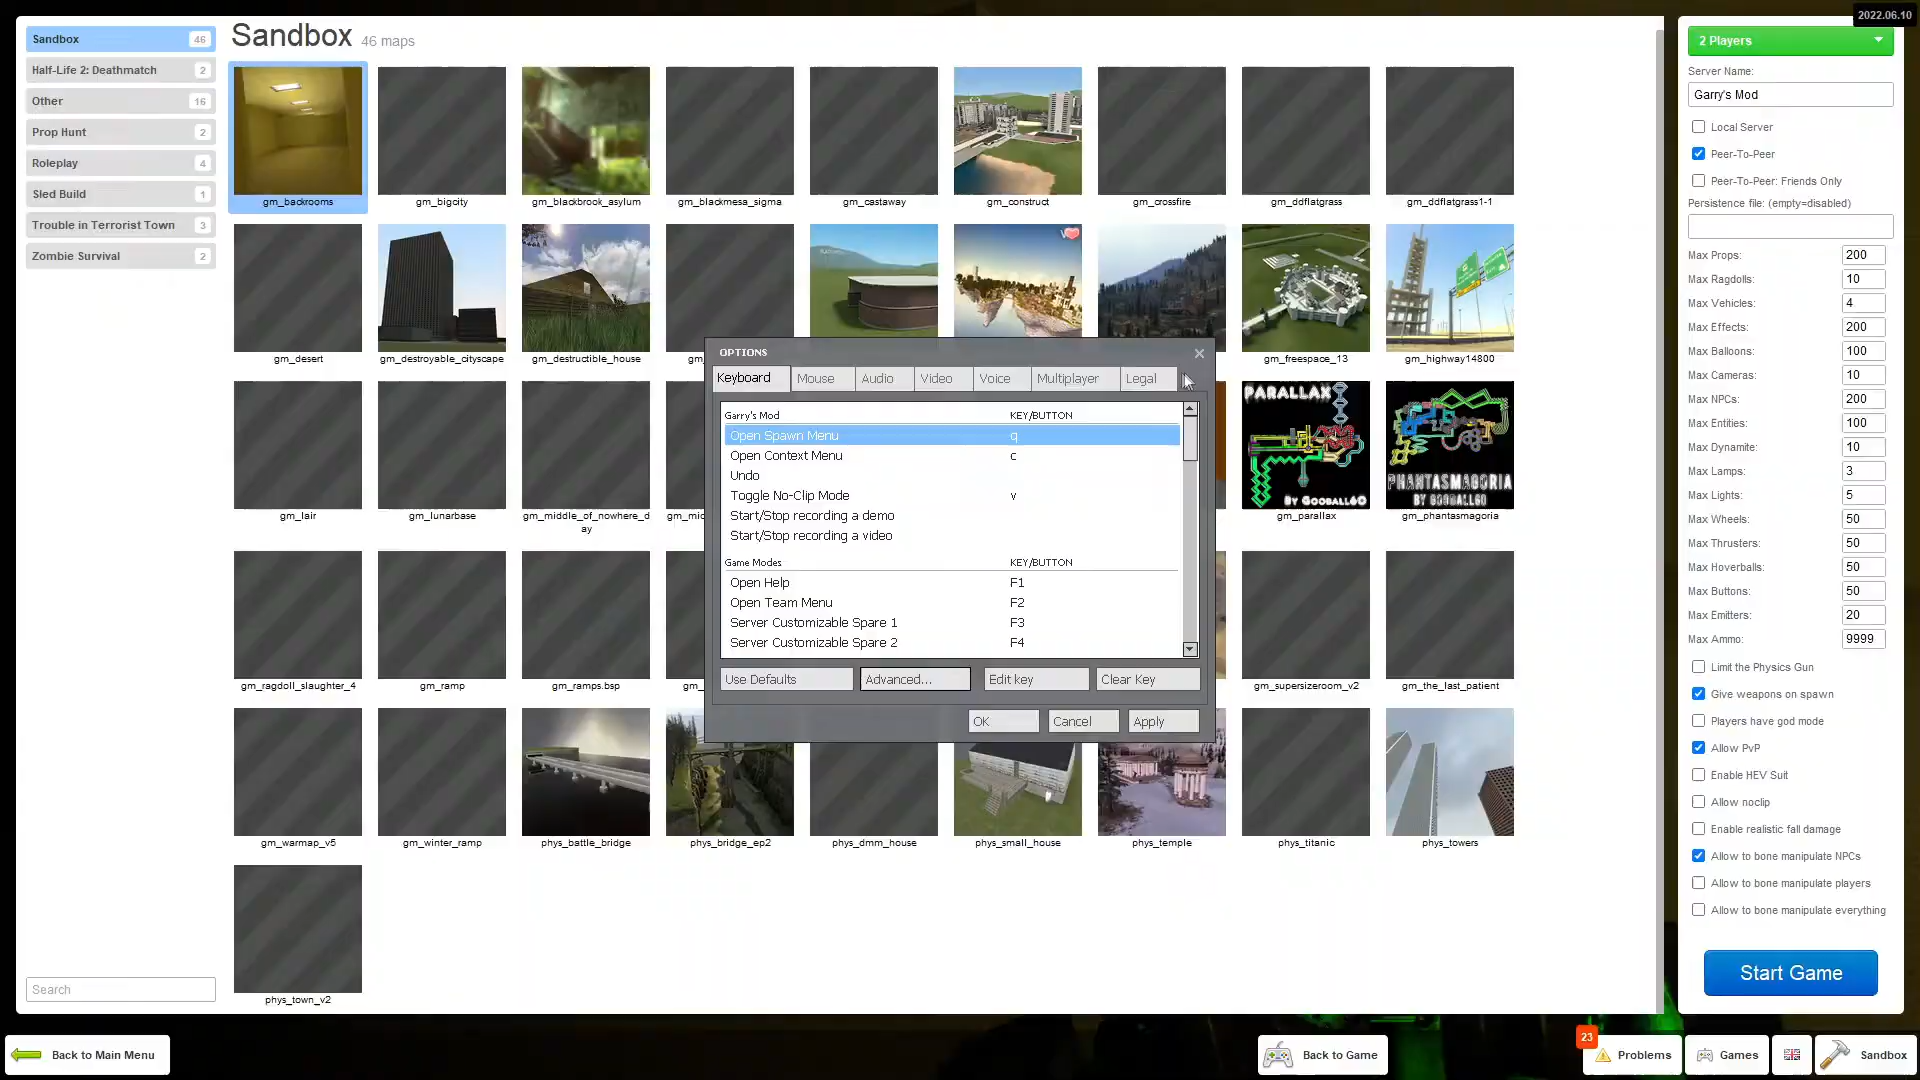 2022.06.10
Sandbox 46
Half-Life 2: Deathmatch 2
Other 16
Prop Hunt 2
Roleplay 4
Sled Build 1
Trouble in Terrorist Town 3
Zombie Survival 2
Search
Sandbox 46 maps
gm_backrooms
gm_bigcity
gm_blackbrook_asylum
gm_blackmesa_sigma
gm_castaway
gm_construct
gm_crossfire
gm_ddflatgrass
gm_ddflatgrass1-1
gm_desert
gm_destroyable_cityscape
gm_destructible_house
gm_freespace_13
gm_highway14800
gm_lair
gm_lunarbase
gm_middle_of_nowhere_d
ay
gm_mic
PARALLAX
BY GOOBALL60
gm_parallax
PHANTASMAGORIA
BY GOOBALL60
gm_phantasmagoria
gm_ragdoll_slaughter_4
gm_ramp
gm_ramps.bsp
gm_supersizeroom_v2
gm_the_last_patient
gm_warmap_v5
gm_winter_ramp
phys_battle_bridge
phys_bridge_ep2
phys_dmm_house
phys_small_house
phys_temple
phys_titanic
phys_towers
phys_town_v2
OPTIONS
Keyboard Mouse Audio Video Voice Multiplayer Legal
Garry's Mod KEY/BUTTON
Open Spawn Menu q
Open Context Menu c
Undo
Toggle No-Clip Mode v
Start/Stop recording a demo
Start/Stop recording a video
Game Modes KEY/BUTTON
Open Help F1
Open Team Menu F2
Server Customizable Spare 1 F3
Server Customizable Spare 2 F4
Use Defaults Advanced... Edit key Clear Key
OK Cancel Apply
2 Players
Server Name:
Garry's Mod
Local Server
Peer-To-Peer
Peer-To-Peer: Friends Only
Persistence file: (empty=disabled)
Max Props: 200
Max Ragdolls: 10
Max Vehicles: 4
Max Effects: 200
Max Balloons: 100
Max Cameras: 10
Max NPCs: 200
Max Entities: 100
Max Dynamite: 10
Max Lamps: 3
Max Lights: 5
Max Wheels: 50
Max Thrusters: 50
Max Hoverballs: 50
Max Buttons: 50
Max Emitters: 20
Max Ammo: 9999
Limit the Physics Gun
Give weapons on spawn
Players have god mode
Allow PvP
Enable HEV Suit
Allow noclip
Enable realistic fall damage
Allow to bone manipulate NPCs
Allow to bone manipulate players
Allow to bone manipulate everything
Start Game
Back to Main Menu
Back to Game
23
Problems
Games
Sandbox